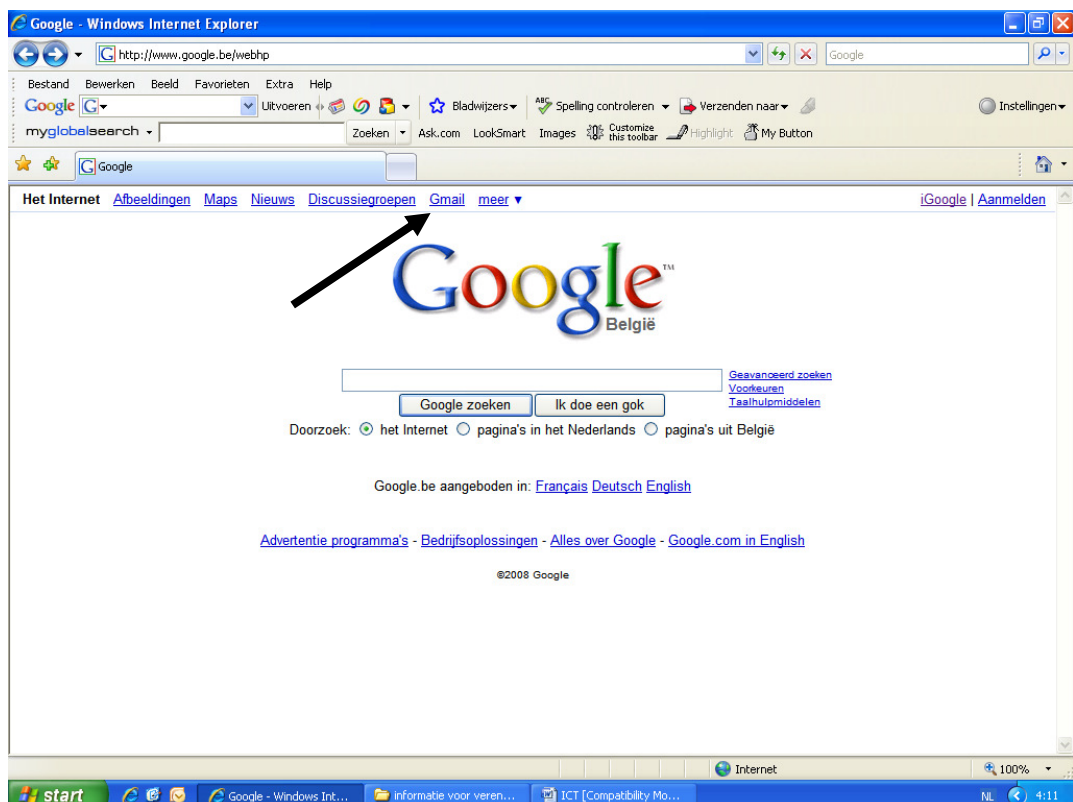 Google - Windows Internet Explorer
http://www.google.be/webhp
Google
Bestand Bewerken Beeld Favorieten Extra Help
Google G Uitvoeren Bladwijzers ABC Spelling controleren Verzenden naar Instellingen
myglobalsearch Zoeken Ask.com LookSmart Images Customize this toolbar Highlight My Button
Google
Het Internet Afbeeldingen Maps Nieuws Discussiegroepen Gmail meer ▼ iGoogle | Aanmelden
Google™
België
Geavanceerd zoeken
Voorkeuren
Taalhulpmiddelen
Google zoeken Ik doe een gok
Doorzoek: het Internet pagina's in het Nederlands pagina's uit België
Google.be aangeboden in: Français Deutsch English
Advertentie programma's - Bedrijfsoplossingen - Alles over Google - Google.com in English
©2008 Google
Internet 100%
start Google - Windows Int... informatie voor veren... ICT [Compatibility Mo... NL 4:11